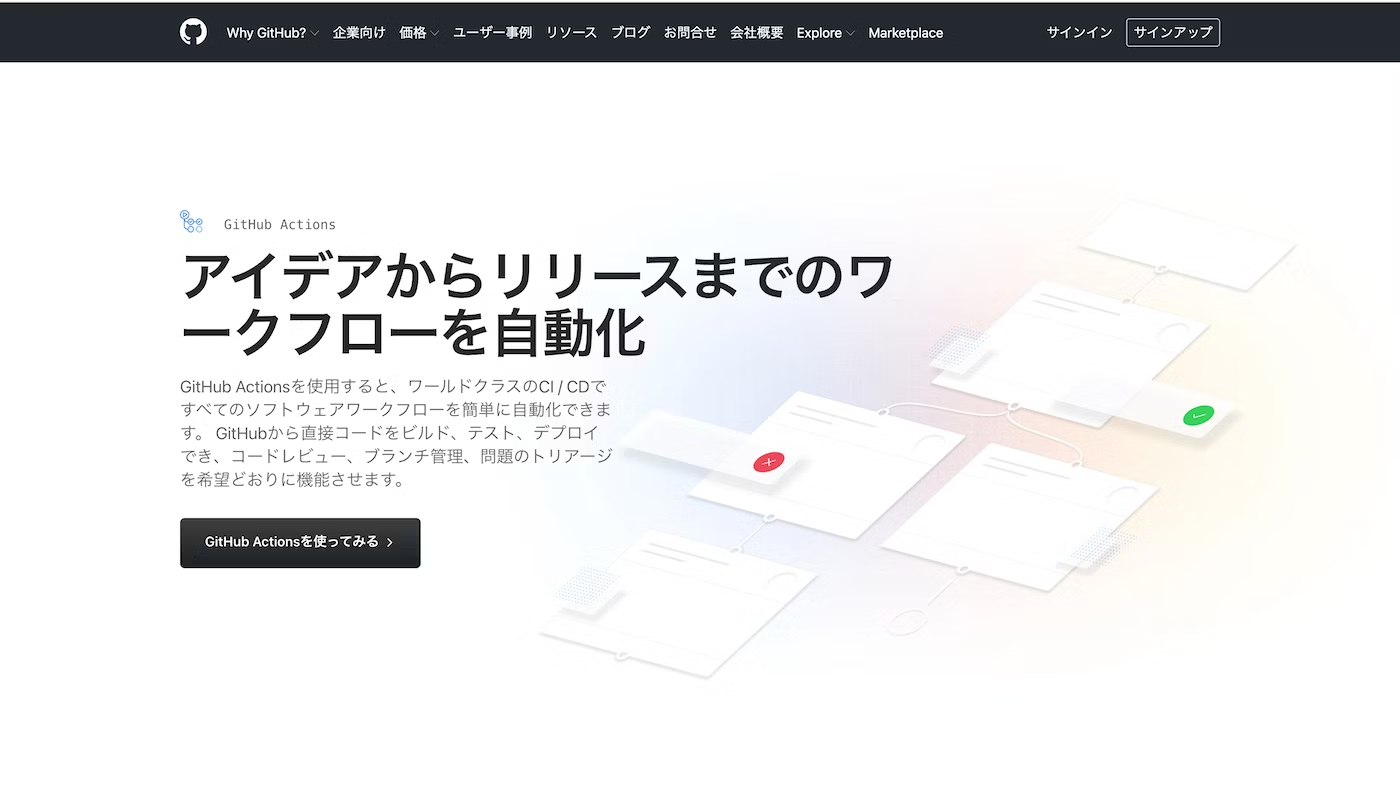 Why GitHub? 企業向け 価格 ユーザー事例 リソース ブログ お問合せ 会社概要 Explore Marketplace サインイン サインアップ
GitHub Actions
アイデアからリリースまでのワ
ークフローを自動化
GitHub Actionsを使用すると、ワールドクラスのCI / CDで
すべてのソフトウェアワークフローを簡単に自動化できま
す。 GitHubから直接コードをビルド、テスト、デプロイ
でき、コードレビュー、ブランチ管理、問題のトリアージ
を希望どおりに機能させます。
GitHub Actionsを使ってみる